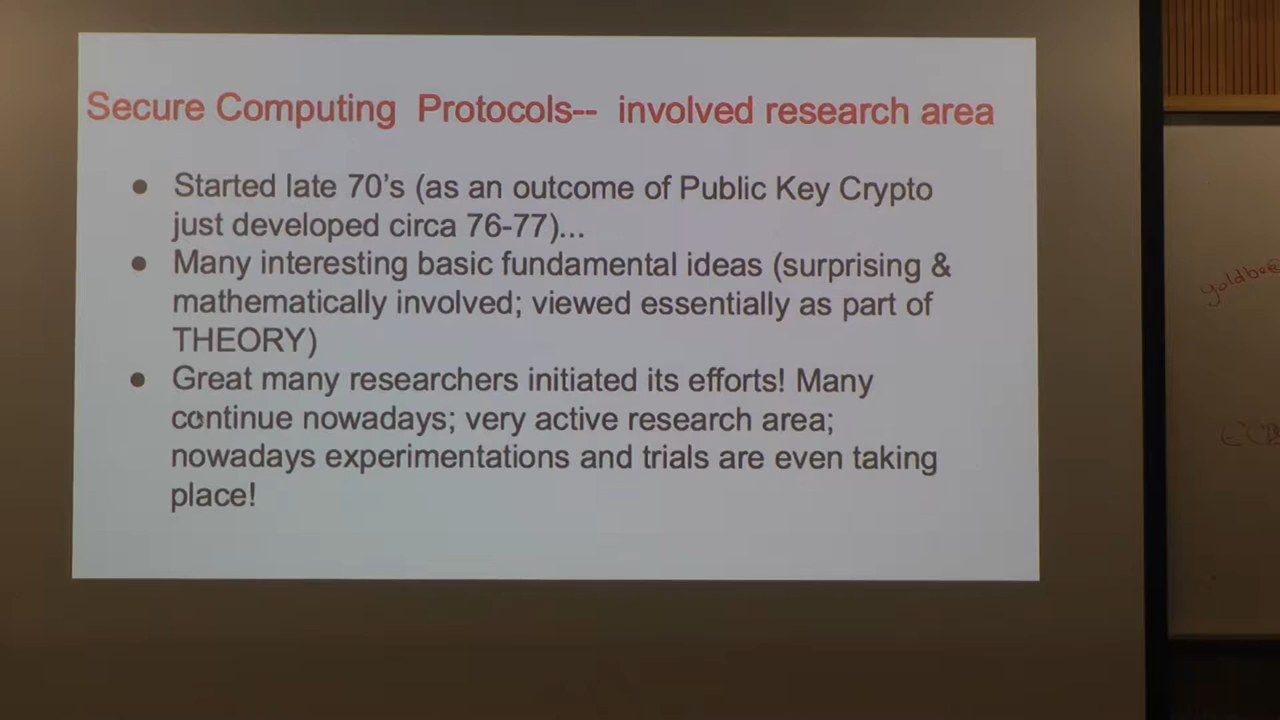 Secure Computing Protocols-- involved research area
● Started late 70's (as an outcome of Public Key Crypto
just developed circa 76-77)...
● Many interesting basic fundamental ideas (surprising &
mathematically involved; viewed essentially as part of
THEORY)
● Great many researchers initiated its efforts! Many
continue nowadays; very active research area;
nowadays experimentations and trials are even taking
place!